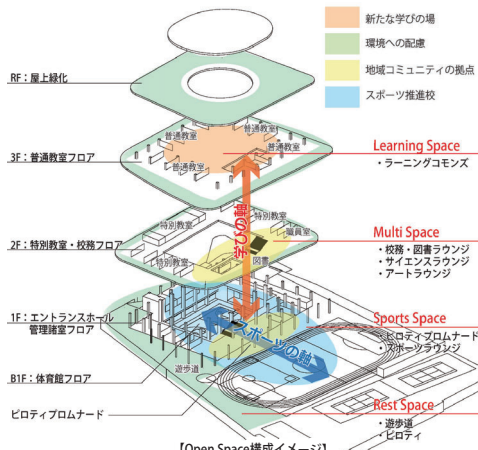 新たな学びの場
環境への配慮
地域コミュニティの拠点
スポーツ推進校
RF：屋上緑化
普通教室
普通教室
普通教室
普通教室
普通教室
3F：普通教室フロア
Learning Space
・ラーニングコモンズ
学びの軸
特別教室
特別教室
職員室
特別教室
図書
2F：特別教室・校務フロア
Multi Space
・校務・図書ラウンジ
・サイエンスラウンジ
・アートラウンジ
1F：エントランスホール
管理諸室フロア
スポーツの軸
Sports Space
・ピロティプロムナード
・スポーツラウンジ
B1F：体育館フロア
遊歩道
ピロティプロムナード
Rest Space
・遊歩道
・ピロティ
【Open Space構成イメージ】